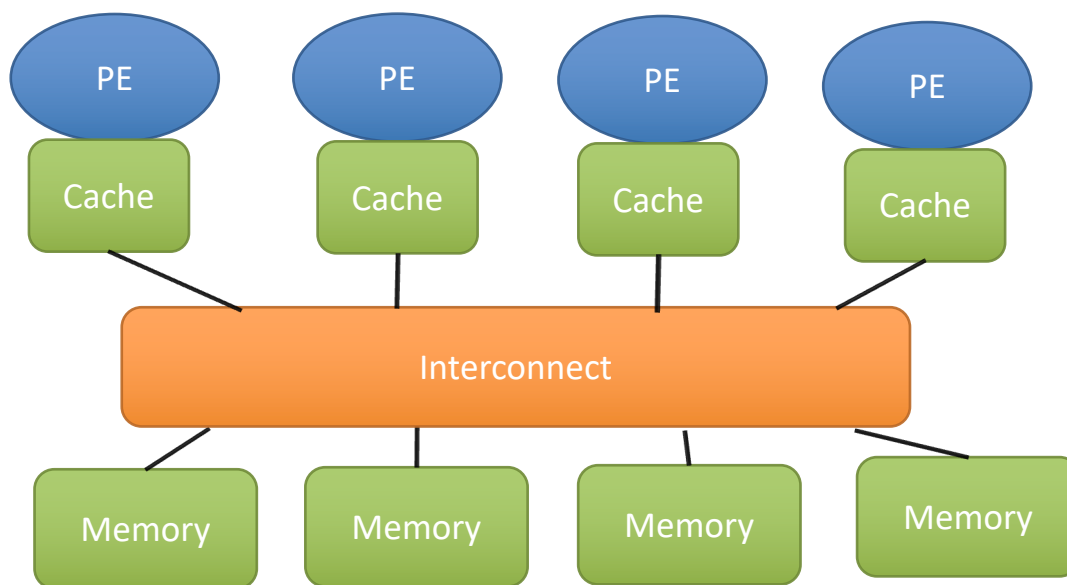 PE
PE
PE
PE
Cache
Cache
Cache
Cache
Interconnect
Memory
Memory
Memory
Memory